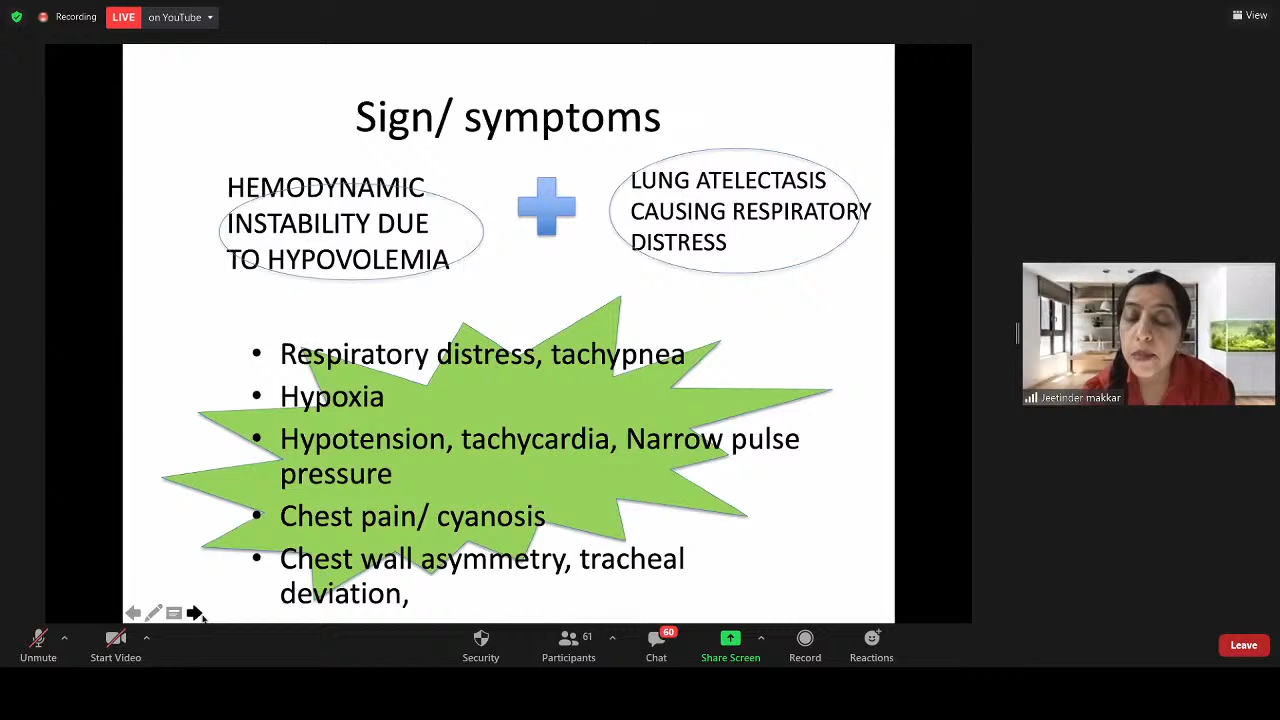 Recording
LIVE
on YouTube
View
Sign/ symptoms
HEMODYNAMIC
INSTABILITY DUE
TO HYPOVOLEMIA
LUNG ATELECTASIS
CAUSING RESPIRATORY
DISTRESS
• Respiratory distress, tachypnea
• Hypoxia
• Hypotension, tachycardia, Narrow pulse
pressure
• Chest pain/ cyanosis
• Chest wall asymmetry, tracheal
deviation,
Jeetinder makkar
Unmute
Start Video
Security
61
Participants
60
Chat
Share Screen
Record
Reactions
Leave